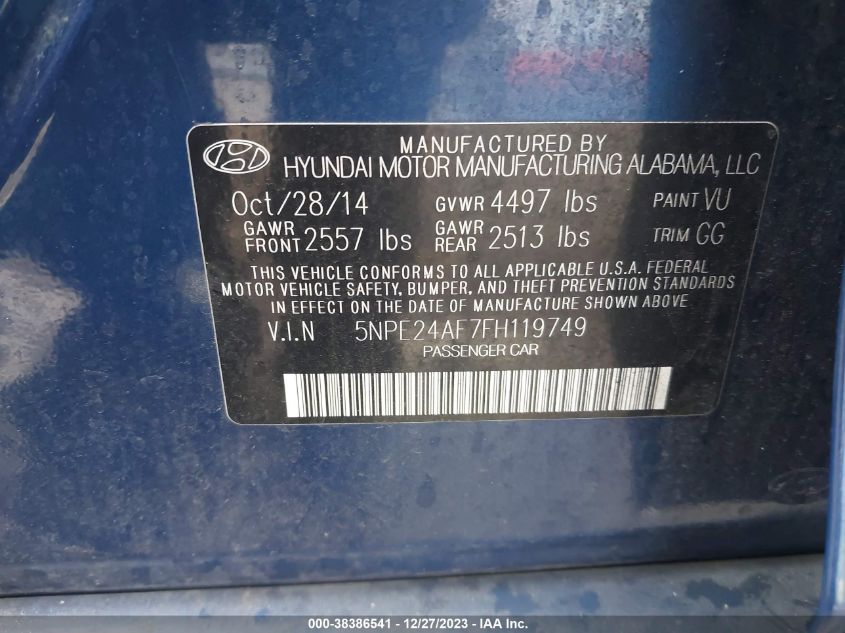 MANUFACTURED BY
HYUNDAI MOTOR MANUFACTURING ALABAMA, LLC
Oct/28/14 GVWR 4497 lbs PAINT VU
GAWR FRONT 2557 lbs GAWR REAR 2513 lbs TRIM GG
THIS VEHICLE CONFORMS TO ALL APPLICABLE U.S.A. FEDERAL
MOTOR VEHICLE SAFETY, BUMPER, AND THEFT PREVENTION STANDARDS
IN EFFECT ON THE DATE OF MANUFACTURE SHOWN ABOVE
V.I.N 5NPE24AF7FH119749
PASSENGER CAR
000-38386541 - 12/27/2023 - IAA Inc.